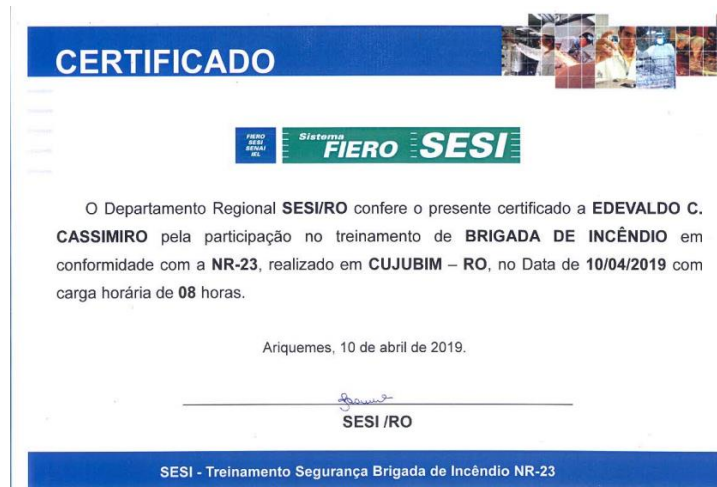 CERTIFICADO
FIERO
SESI
SENAI
IEL
Sistema
FIERO SESI
O Departamento Regional SESI/RO confere o presente certificado a EDEVALDO C.
CASSIMIRO pela participação no treinamento de BRIGADA DE INCÊNDIO em
conformidade com a NR-23, realizado em CUJUBIM – RO, no Data de 10/04/2019 com
carga horária de 08 horas.
Ariquemes, 10 de abril de 2019.
SESI /RO
SESI - Treinamento Segurança Brigada de Incêndio NR-23